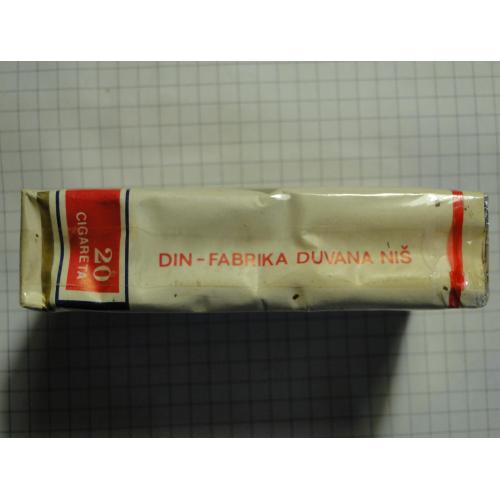 20
CIGARETA
DIN - FABRIKA DUVANA NIŠ